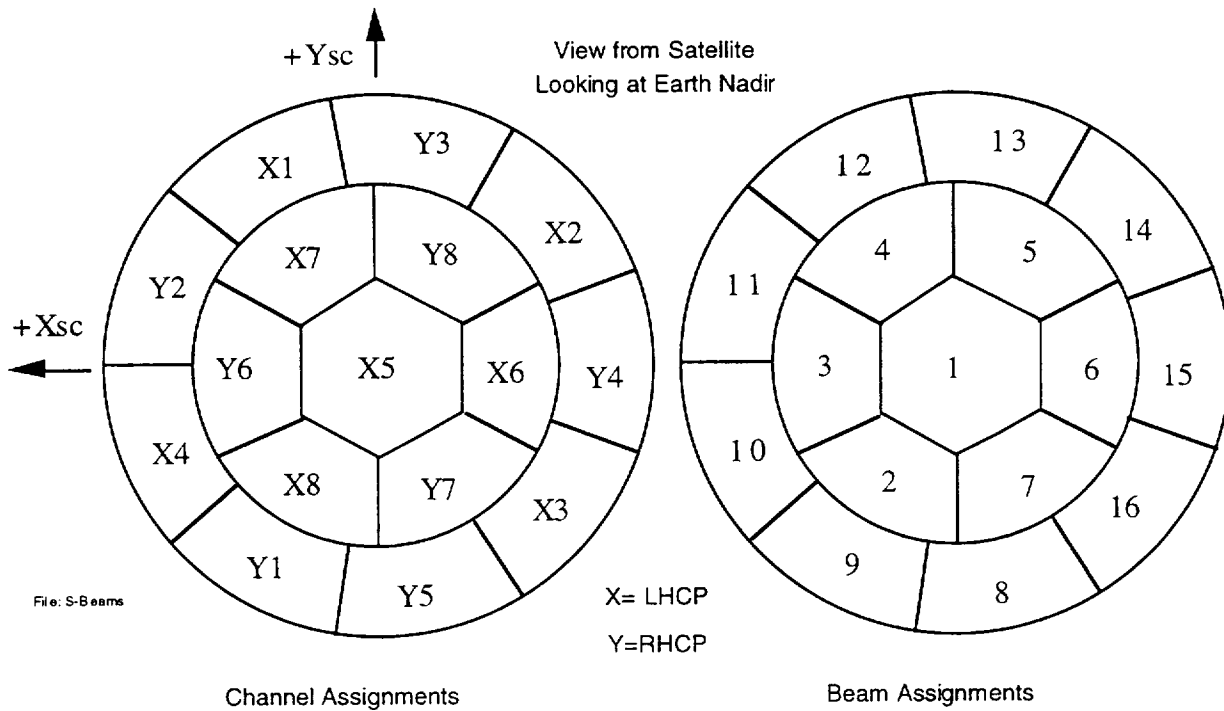 +Ysc
View from Satellite
Looking at Earth Nadir
X1
Y3
X2
Y2
X7
Y8
+Xsc
Y6
X5
X6
Y4
X4
X8
Y7
X3
Y1
Y5
12
13
14
11
4
5
3
1
6
15
10
2
7
16
9
8
File: S-Beams
X= LHCP
Y=RHCP
Channel Assignments
Beam Assignments